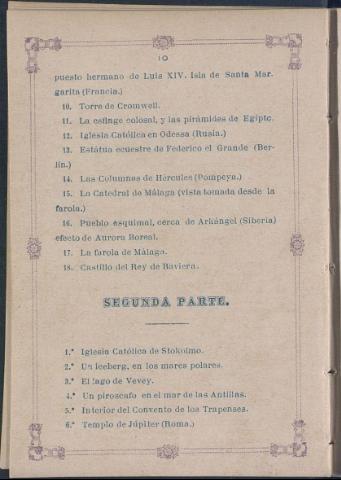 10
puesto hermano de Luis XIV. Isla de Santa Mar-
garita (Francia.)
10. Torre de Cromwell.
11. La esfinge colosal, y las pirámides de Egipto.
12. Iglesia Católica en Odessa (Rusia.)
13. Estátua ecuestre de Federico el Grande (Ber-
lin.)
14. Las Columnas de Hércules (Pompeya.)
15. La Catedral de Málaga (vista tomada desde la
farola.)
16. Pueblo esquimal, cerca de Arkángel (Siberia)
efecto de Aurora Boreal.
17. La farola de Málaga.
18. Castillo del Rey de Baviera.
SEGUNDA PARTE.
1.ª Iglesia Católica de Stokolmo.
2.ª Un iceberg, en los mares polares.
3.ª El lago de Vevey.
4.ª Un piroscafo en el mar de las Antillas.
5.ª Interior del Convento de los Trapenses.
6.ª Templo de Júpiter (Roma.)